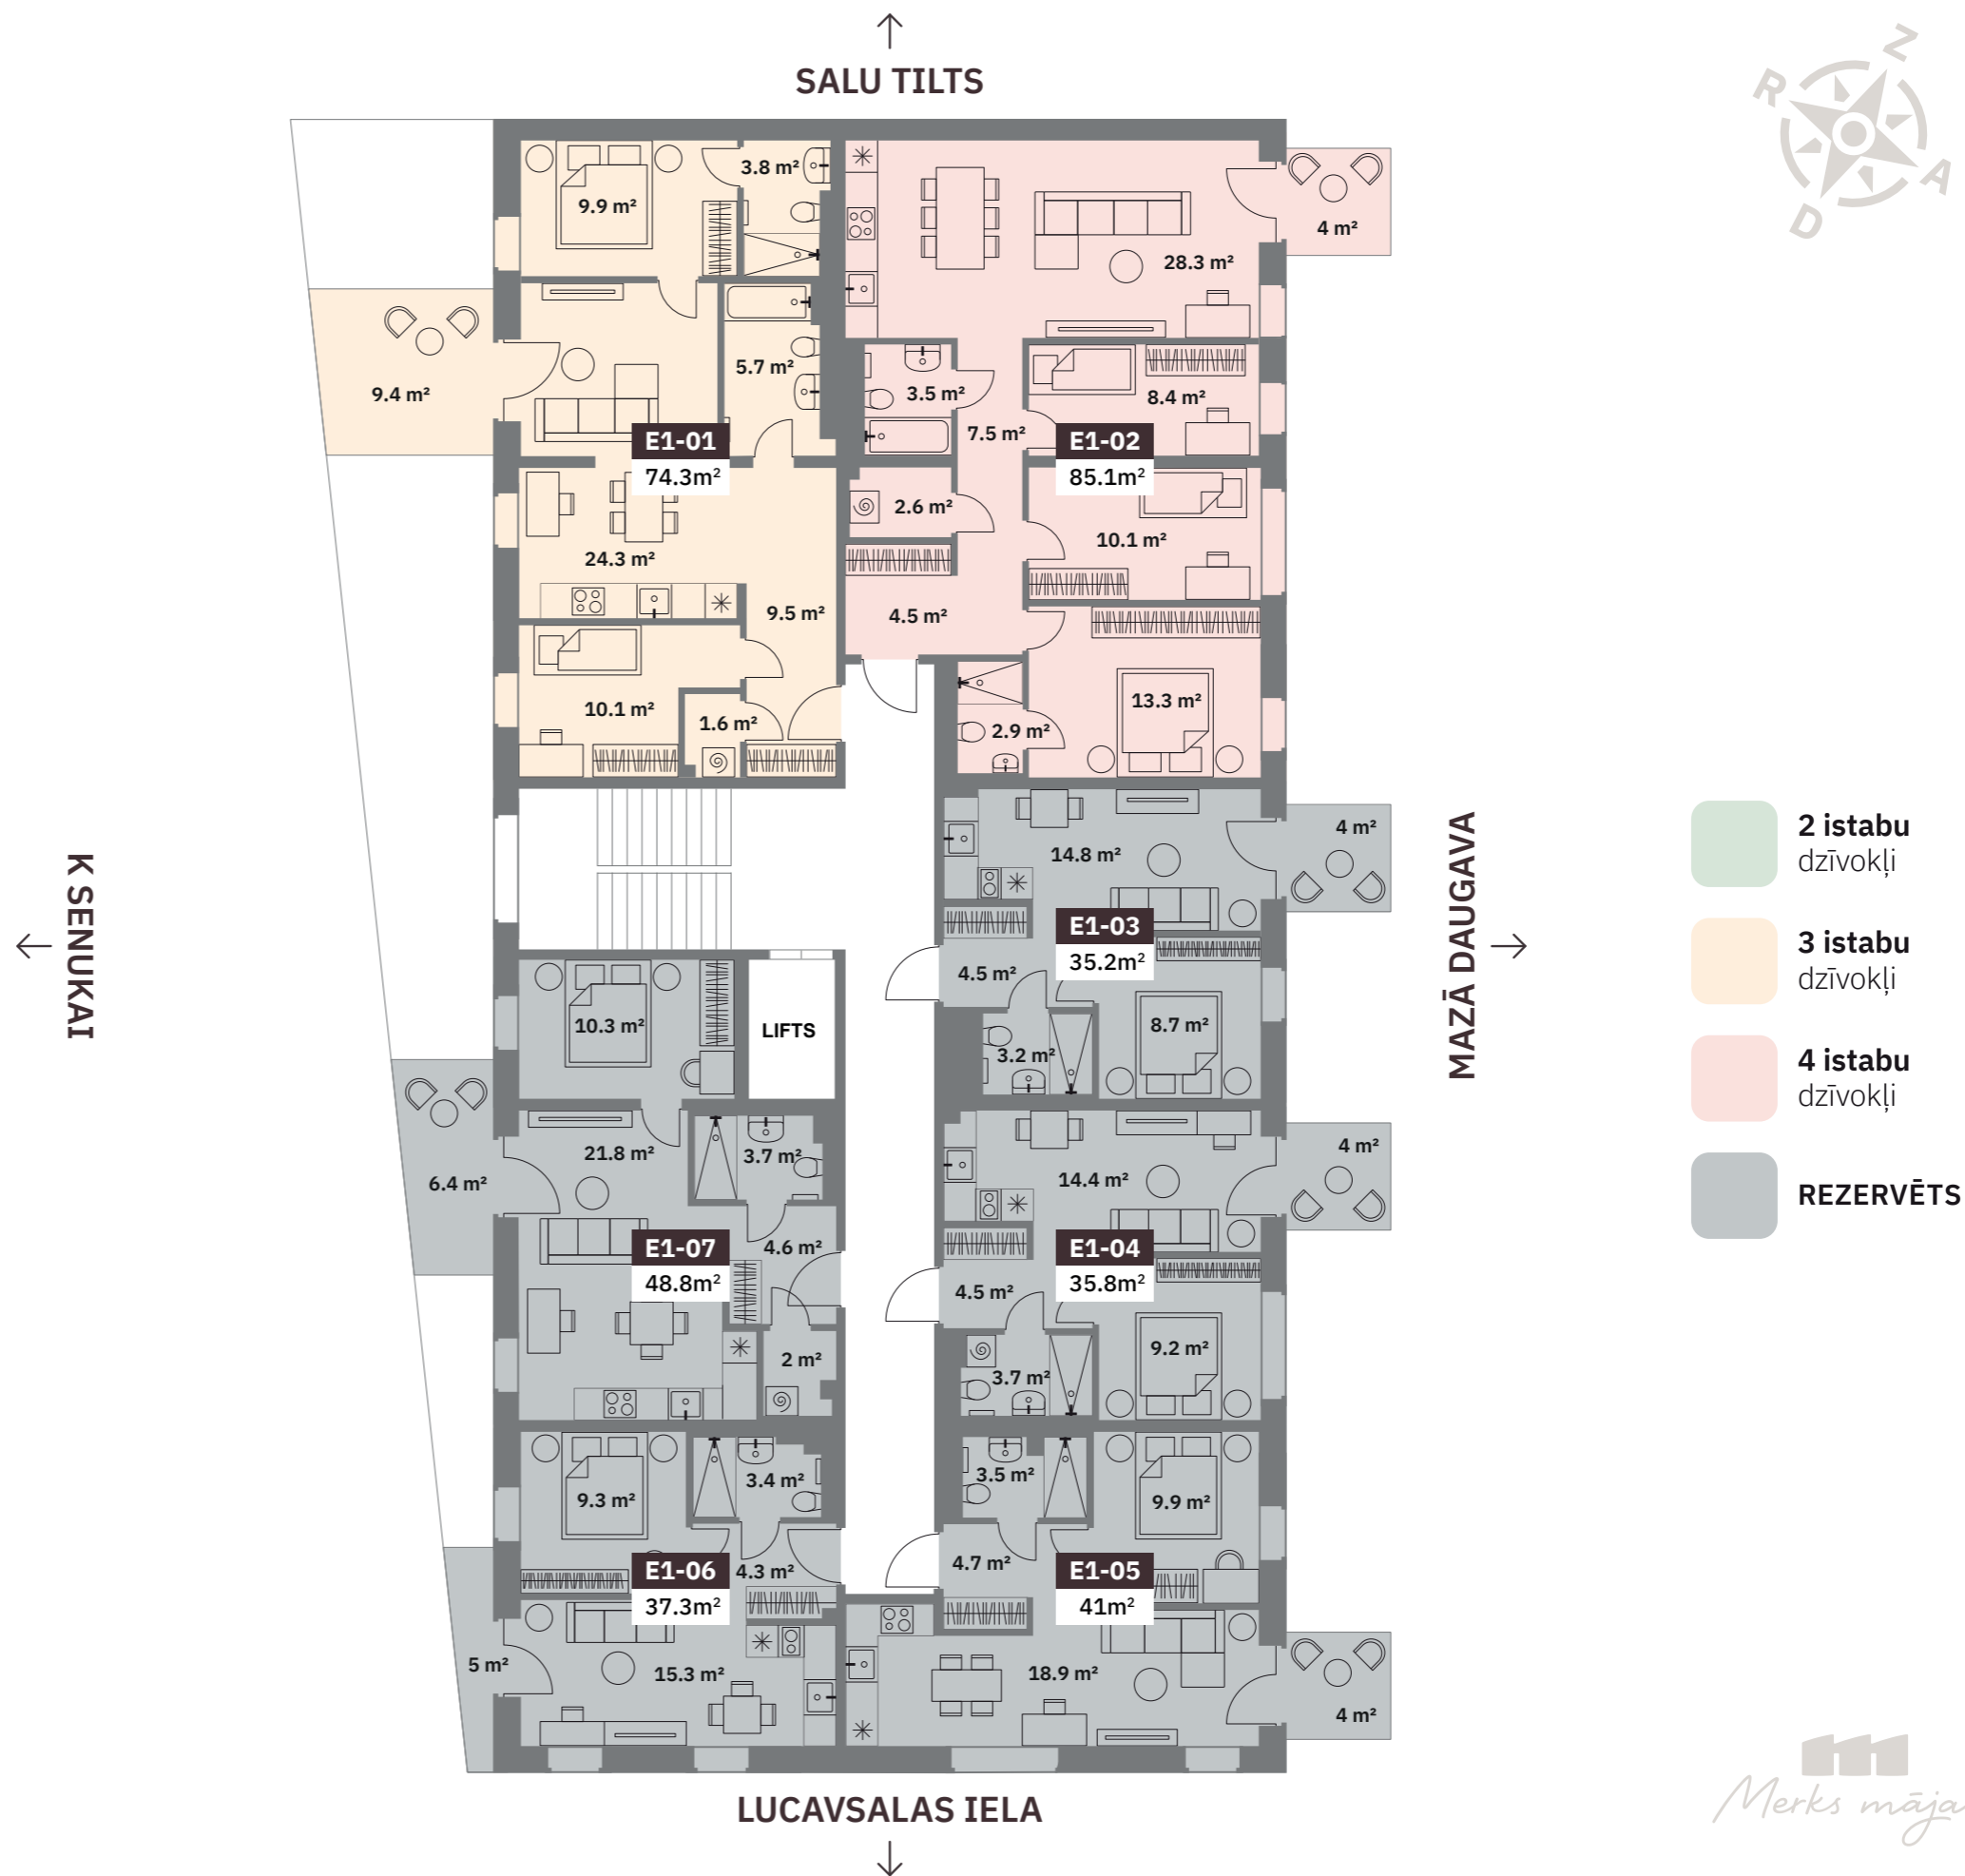 SALU TILTS
Z
R
A
D
3.8 m²
9.9 m²
4 m²
28.3 m²
5.7 m²
9.4 m²
3.5 m²
8.4 m²
7.5 m²
E1-01
74.3m²
E1-02
85.1m²
2.6 m²
10.1 m²
24.3 m²
9.5 m²
4.5 m²
10.1 m²
1.6 m²
13.3 m²
2.9 m²
K SENUKAI
MAZĀ DAUGAVA
4 m²
14.8 m²
E1-03
35.2m²
4.5 m²
10.3 m²
LIFTS
8.7 m²
3.2 m²
2 istabu
dzīvokļi
3 istabu
dzīvokļi
4 istabu
dzīvokļi
REZERVĒTS
21.8 m²
3.7 m²
4 m²
14.4 m²
6.4 m²
E1-07
48.8m²
4.6 m²
E1-04
35.8m²
4.5 m²
2 m²
9.2 m²
3.7 m²
9.3 m²
3.4 m²
3.5 m²
9.9 m²
E1-06
37.3m²
4.3 m²
4.7 m²
E1-05
41m²
5 m²
15.3 m²
18.9 m²
4 m²
LUCAVSALAS IELA
Merks māja